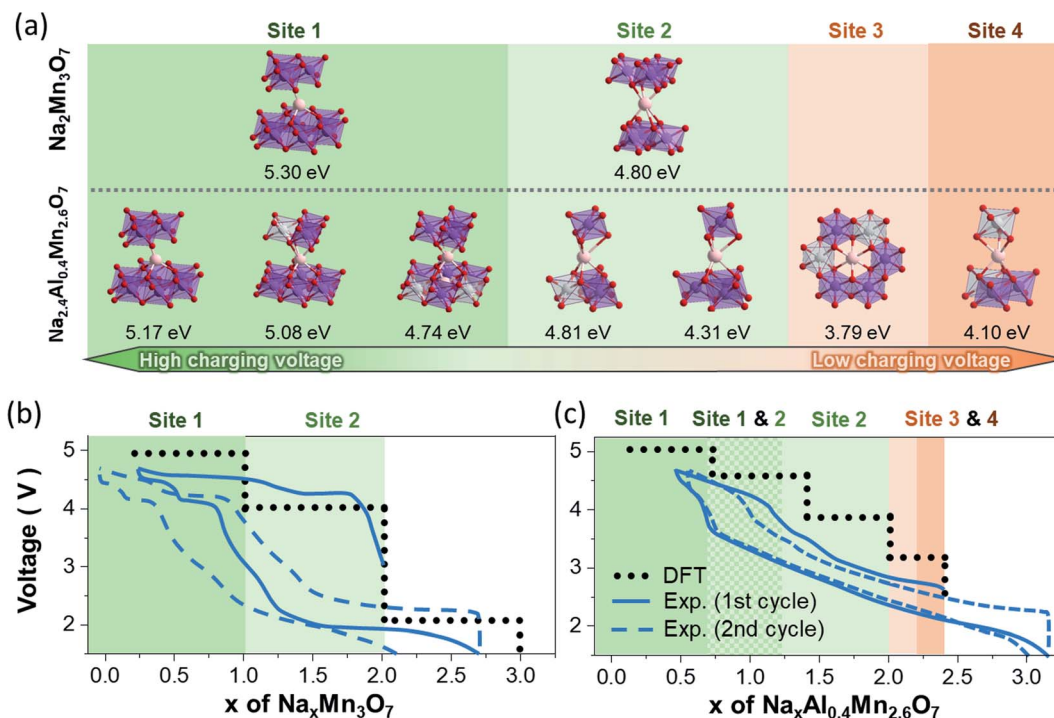 (a)
Site 1 Site 2 Site 3 Site 4
Na₂Mn₃O₇
5.30 eV 4.80 eV
Na₂.₄Al₀.₄Mn₂.₆O₇
5.17 eV 5.08 eV 4.74 eV 4.81 eV 4.31 eV 3.79 eV 4.10 eV
High charging voltage Low charging voltage
(b)
Site 1 Site 2
Voltage ( V )
5
4
3
2
0.0 0.5 1.0 1.5 2.0 2.5 3.0
x of NaₓMn₃O₇
(c)
Site 1 Site 1 & 2 Site 2 Site 3 & 4
5
4
3
2
DFT
Exp. (1st cycle)
Exp. (2nd cycle)
0.0 0.5 1.0 1.5 2.0 2.5 3.0
x of NaₓAl₀.₄Mn₂.₆O₇